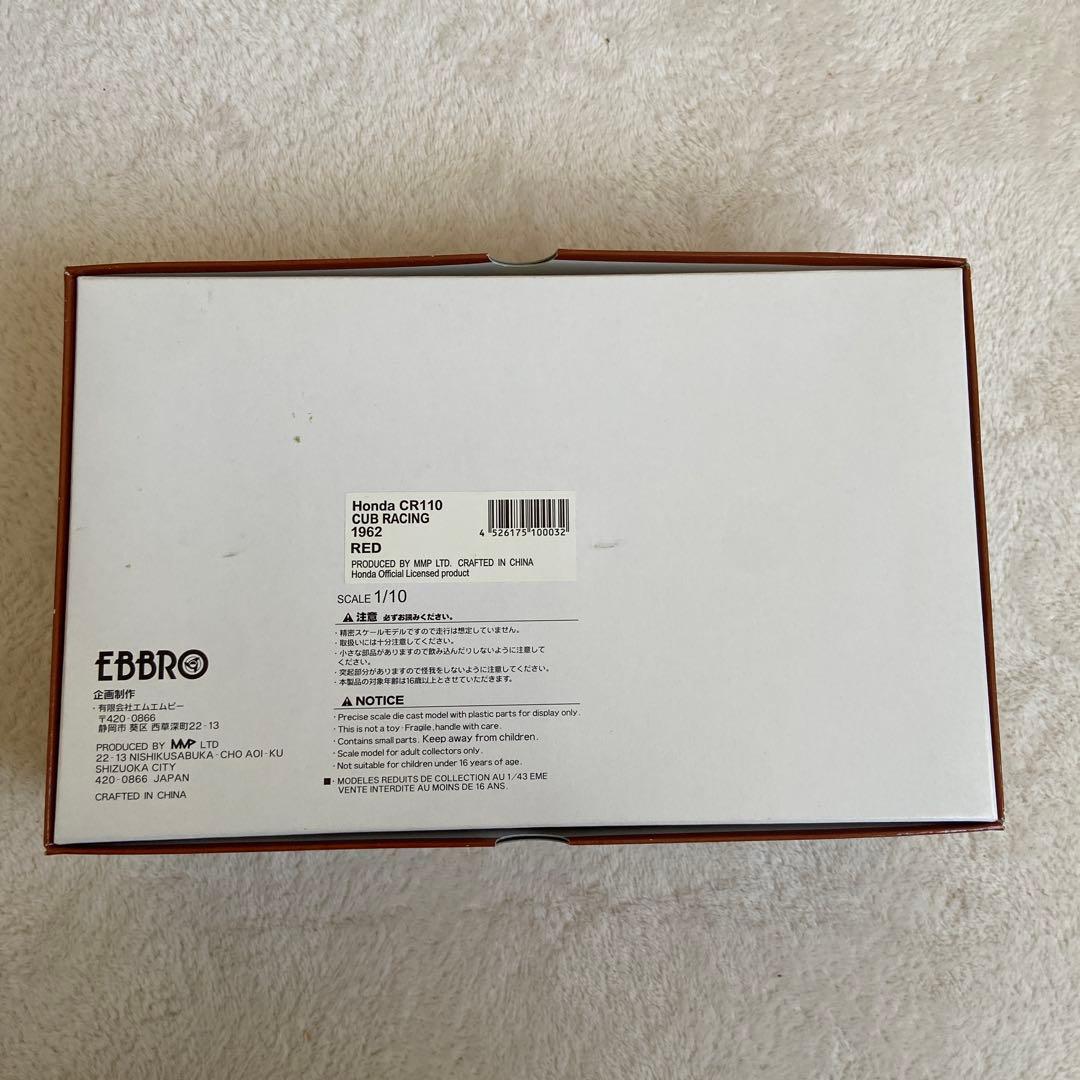 Honda CR110
CUB RACING
1962
RED
4 526175 100032
PRODUCED BY MMP LTD. CRAFTED IN CHINA
Honda Official Licensed product
SCALE 1/10
注意 必ずお読みください。
・精密スケールモデルですので走行は想定していません。
・取扱いには十分注意してください。
・小さな部品がありますので飲み込んだりしないように注意して
ください。
・突起部分がありますので怪我をしないように注意してください。
・本製品の対象年齢は16歳以上とさせていただきます。
NOTICE
・Precise scale die cast model with plastic parts for display only.
・This is not a toy・Fragile, handle with care.
・Contains small parts. Keep away from children.
・Scale model for adult collectors only.
・Not suitable for children under 16 years of age.
■・MODELES REDUITS DE COLLECTION AU 1/43 EME
VENTE INTERDITE AU MOINS DE 16 ANS.
EBBRO
企画制作
・有限会社エムエムピー
〒420-0866
静岡市 葵区 西草深町22-13
PRODUCED BY MMP LTD
22-13 NISHIKUSABUKA-CHO AOI-KU
SHIZUOKA CITY
420-0866 JAPAN
CRAFTED IN CHINA